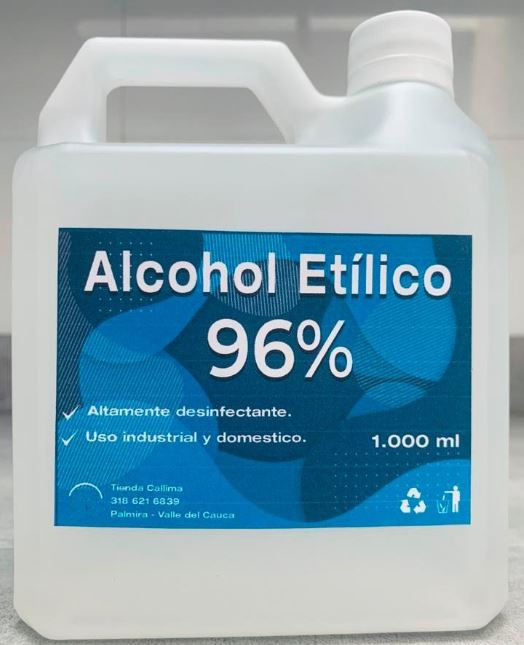 Alcohol Etílico
96%
Altamente desinfectante.
Uso industrial y domestico.
1.000 ml
Tienda Callima
318 621 6839
Palmira - Valle del Cauca